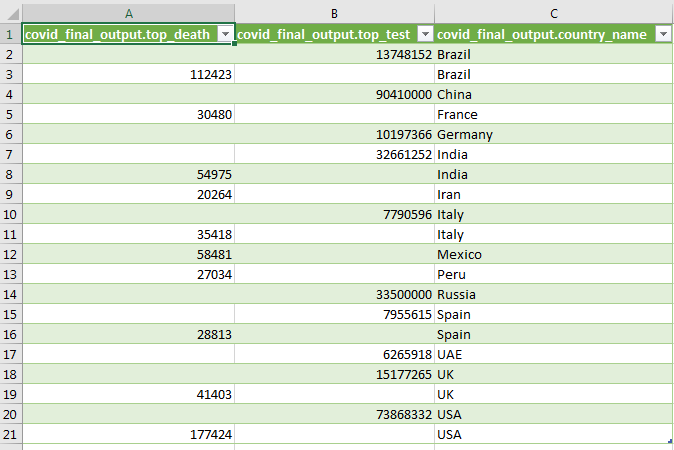 A B C
1 covid_final_output.top_death covid_final_output.top_test covid_final_output.country_name
2 13748152 Brazil
3 112423 Brazil
4 90410000 China
5 30480 France
6 10197366 Germany
7 32661252 India
8 54975 India
9 20264 Iran
10 7790596 Italy
11 35418 Italy
12 58481 Mexico
13 27034 Peru
14 33500000 Russia
15 7955615 Spain
16 28813 Spain
17 6265918 UAE
18 15177265 UK
19 41403 UK
20 73868332 USA
21 177424 USA